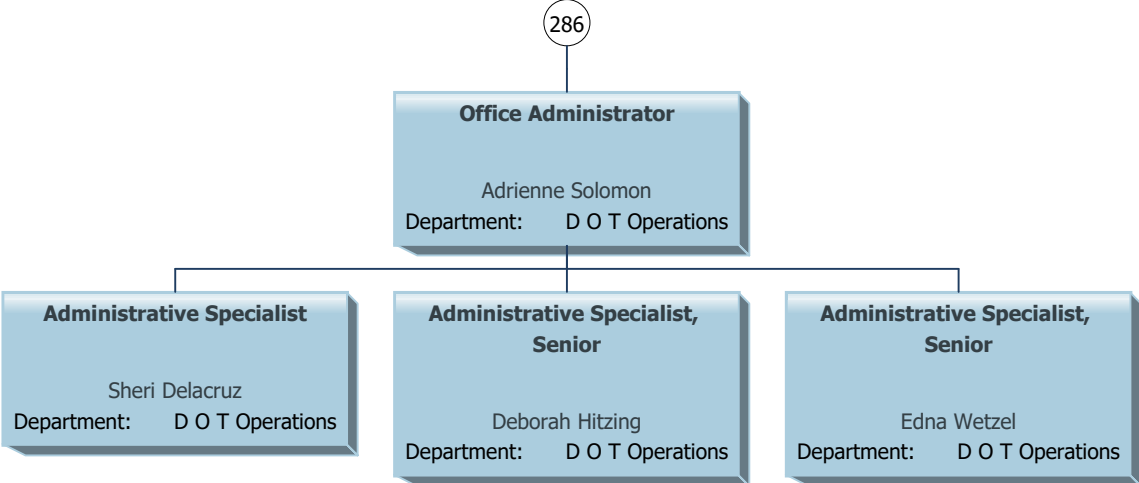 286
Office Administrator
Adrienne Solomon
Department: D O T Operations
Administrative Specialist
Sheri Delacruz
Department: D O T Operations
Administrative Specialist,
Senior
Deborah Hitzing
Department: D O T Operations
Administrative Specialist,
Senior
Edna Wetzel
Department: D O T Operations